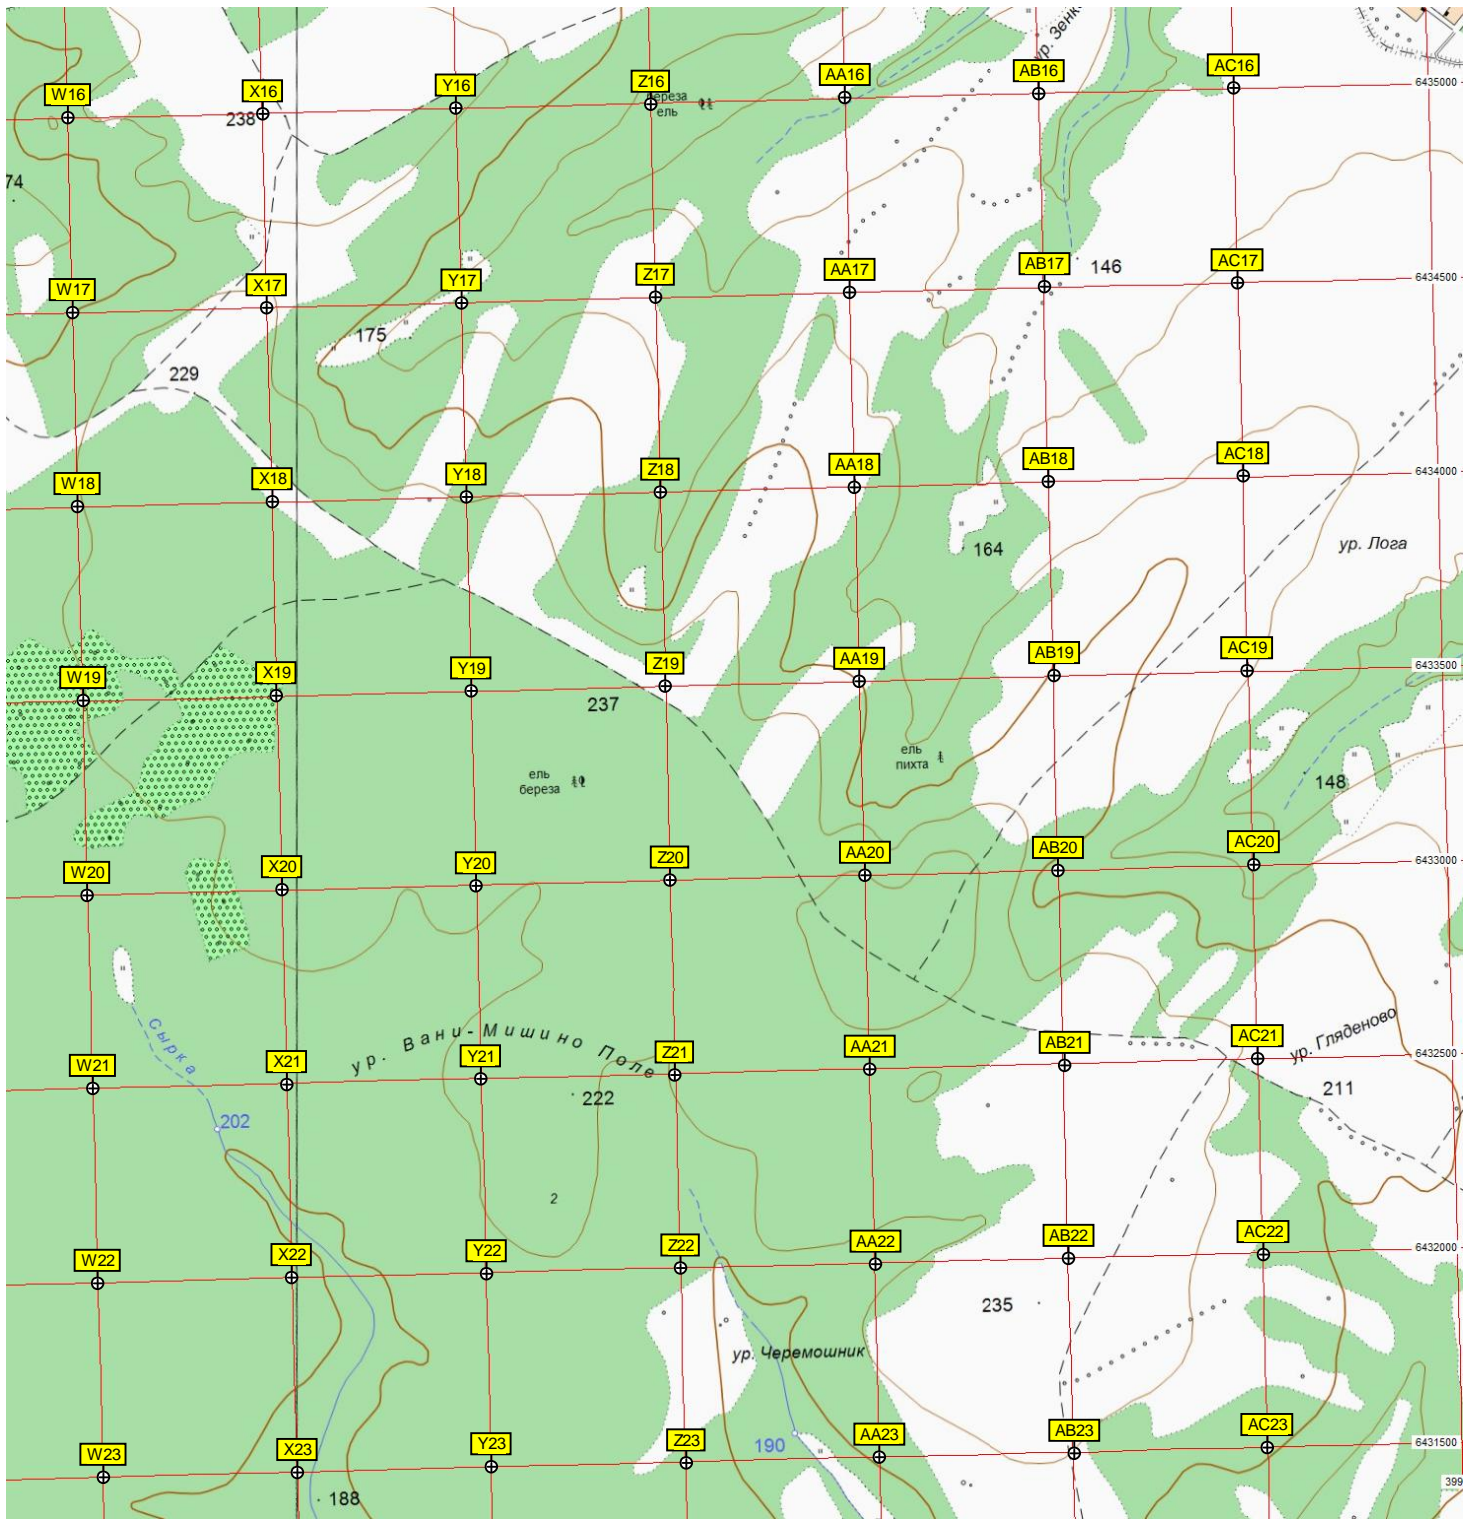 ур. Зенк
AC16
AB16
AA16
6435000
Z16
Y16
X16
W16
береза
ель
238
74
AC17
AB17
146
AA17
6434500
Z17
Y17
X17
W17
175
229
AC18
AB18
AA18
6434000
Z18
Y18
X18
W18
ур. Лога
164
AC19
AB19
AA19
6433500
Z19
Y19
X19
W19
237
ель
пихта
ель
береза
148
AC20
AB20
AA20
6433000
Z20
Y20
X20
W20
Сырка
ур. Вани-Мишино Поле
ур. Гляденово
AC21
AB21
AA21
6432500
Z21
Y21
X21
W21
211
222
202
2
AC22
AB22
AA22
6432000
Z22
Y22
X22
W22
235
ур. Черемошник
AC23
AB23
AA23
6431500
Z23
Y23
X23
W23
190
399
188